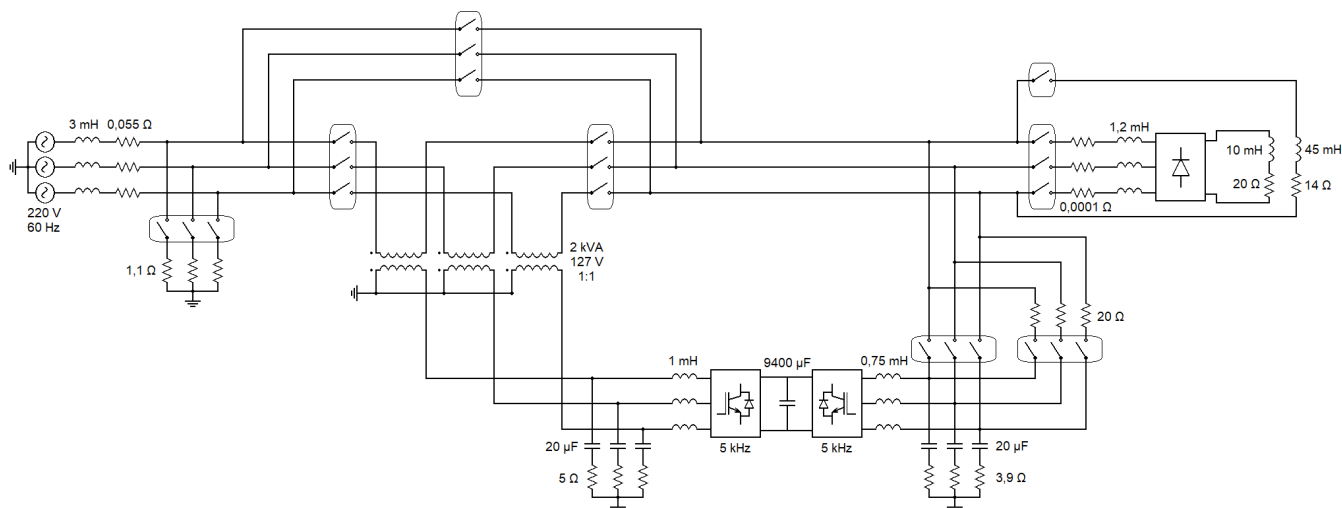 3 mH
0,055 Ω
220 V
60 Hz
1,1 Ω
2 kVA
127 V
1:1
1,2 mH
0,0001 Ω
10 mH
20 Ω
45 mH
14 Ω
20 Ω
1 mH
9400 µF
0,75 mH
5 kHz
5 kHz
20 µF
5 Ω
20 µF
3,9 Ω